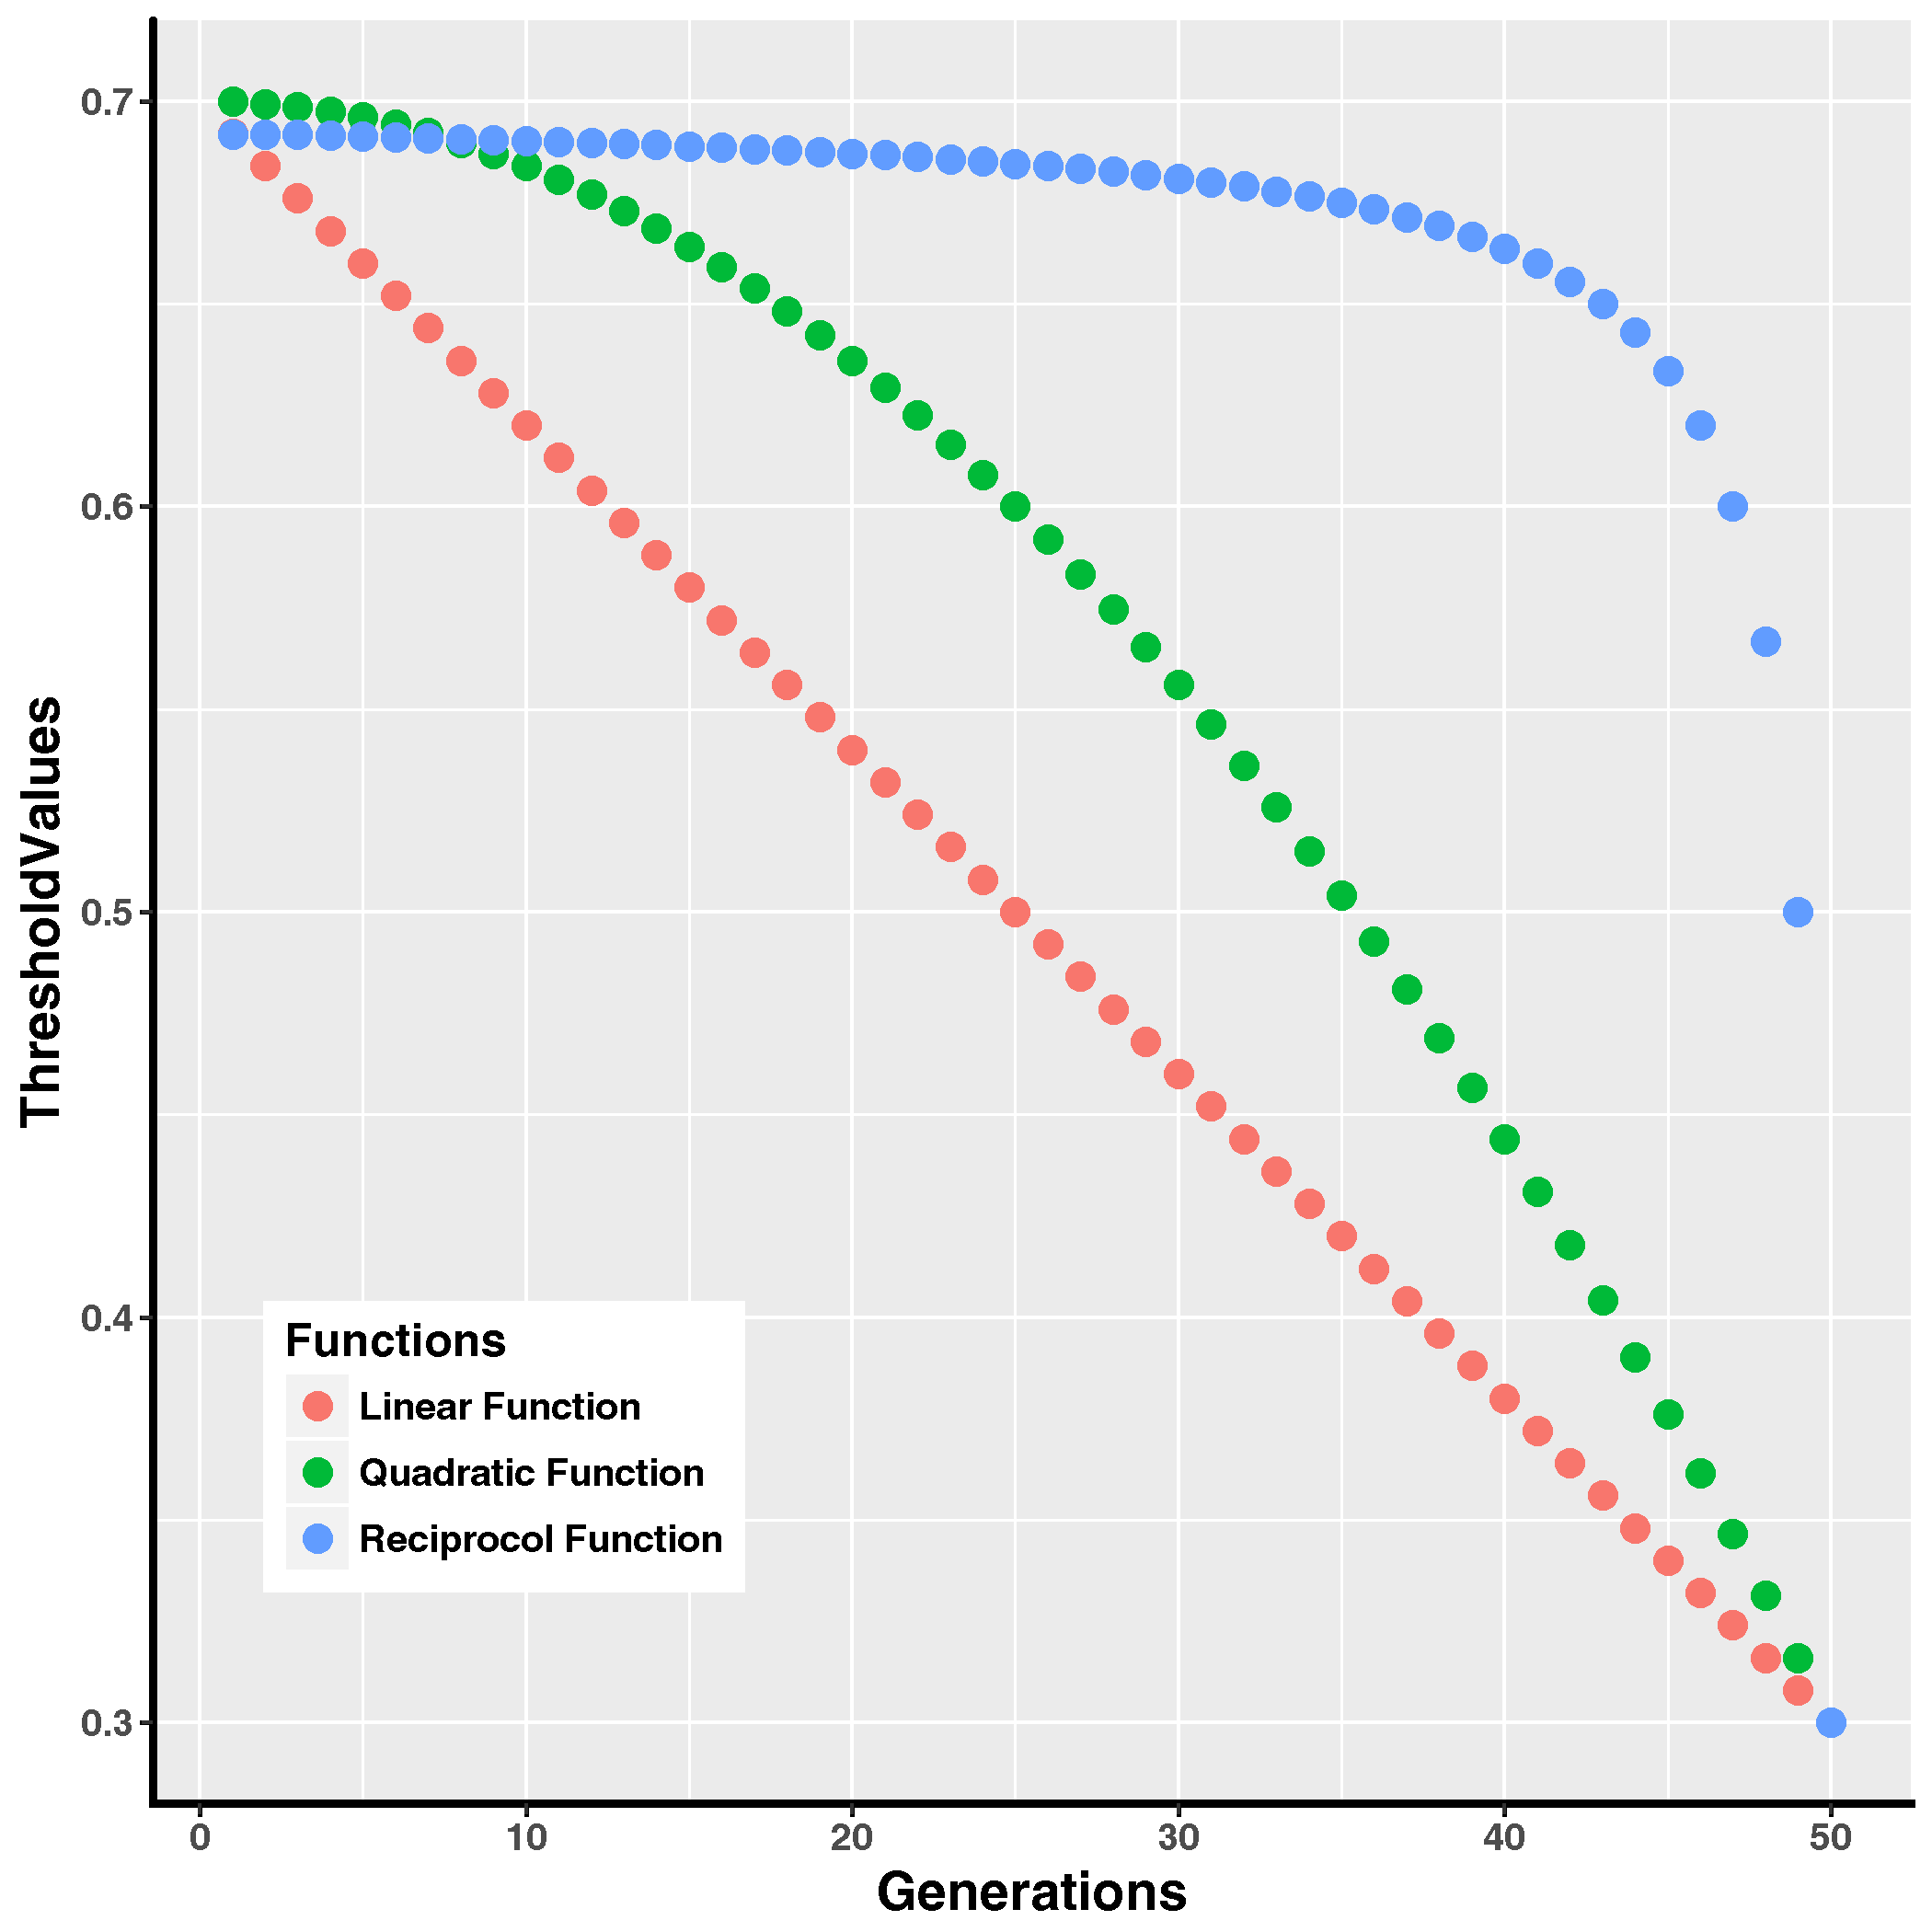 0.7
0.6
0.5
0.4
0.3
ThresholdValues
Functions
Linear Function
Quadratic Function
Reciprocol Function
0 10 20 30 40 50
Generations